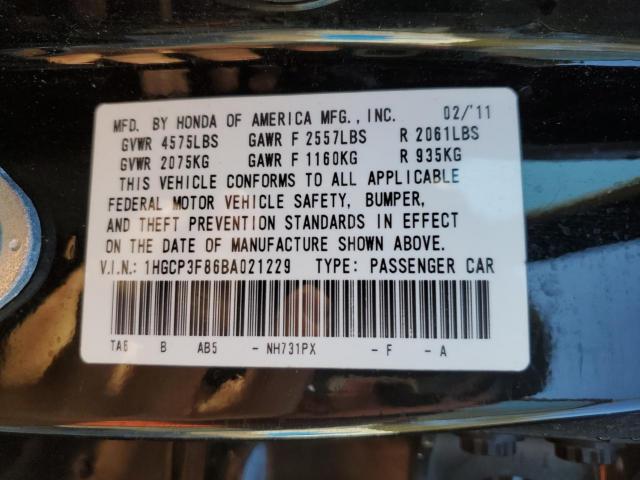 MFD. BY HONDA OF AMERICA MFG., INC. 02/'11
GVWR 4575LBS GAWR F 2557LBS R 2061LBS
GVWR 2075KG GAWR F 1160KG R 935KG
THIS VEHICLE CONFORMS TO ALL APPLICABLE
FEDERAL MOTOR VEHICLE SAFETY, BUMPER,
AND THEFT PREVENTION STANDARDS IN EFFECT
ON THE DATE OF MANUFACTURE SHOWN ABOVE.
V.I.N.: 1HGCP3F86BA021229 TYPE: PASSENGER CAR
TA6 B AB5 - NH731PX - F - A